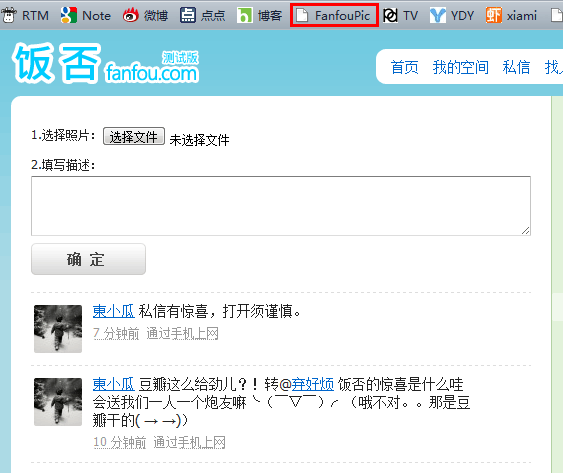 RTM Note 微博 点点 博客 FanfouPic TV YDY xiami
饭否 测试版 fanfou.com
首页 我的空间 私信 找
1.选择照片: 选择文件 未选择文件
2.填写描述:
确 定
東小瓜 私信有惊喜，打开须谨慎。
7 分钟前 通过手机上网
東小瓜 豆瓣这么给劲儿？！转@弃好烦 饭否的惊喜是什么哇
会送我们一人一个炮友嘛╰（￣▽￣）╭（哦不对。。那是豆
瓣干的(→ →)）
10 分钟前 通过手机上网